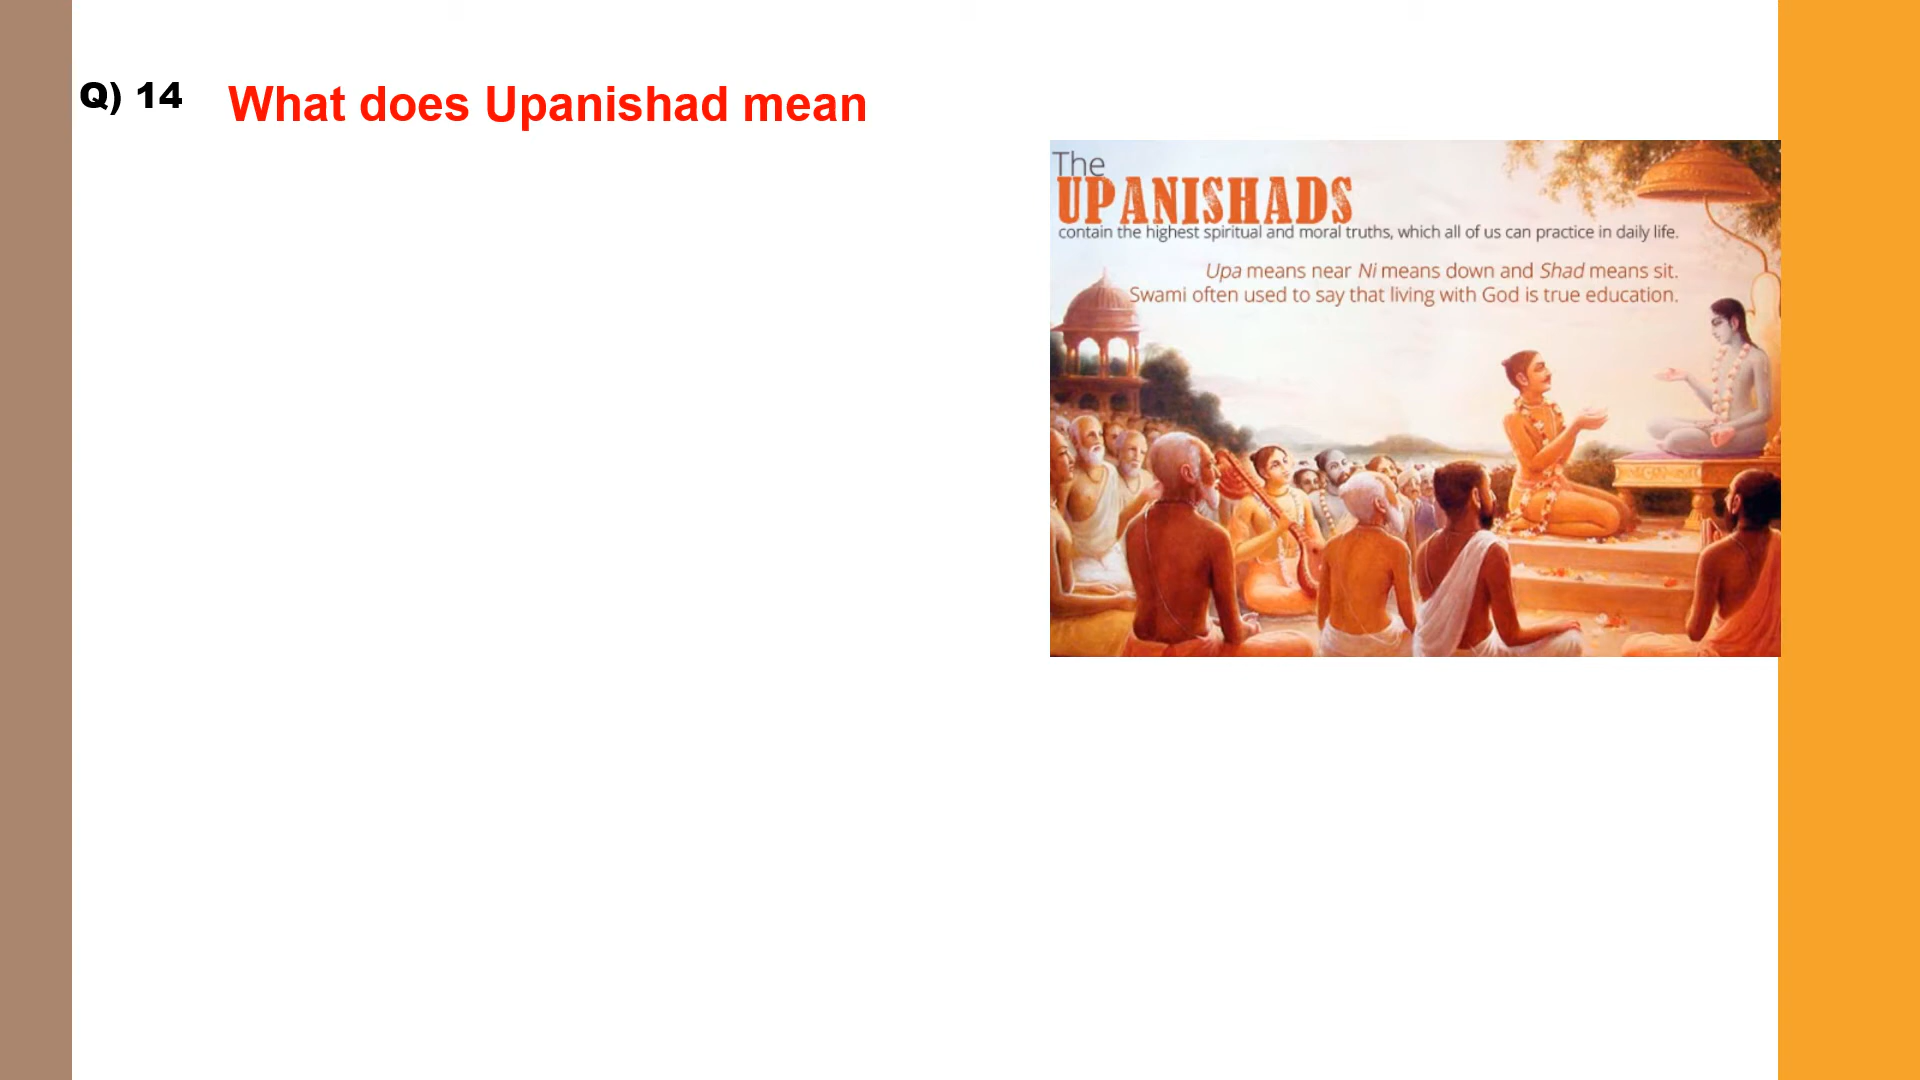 Q) 14 What does Upanishad mean
The
UPANISHADS
contain the highest spiritual and moral truths, which all of us can practice in daily life.
Upa means near Ni means down and Shad means sit.
Swami often used to say that living with God is true education.